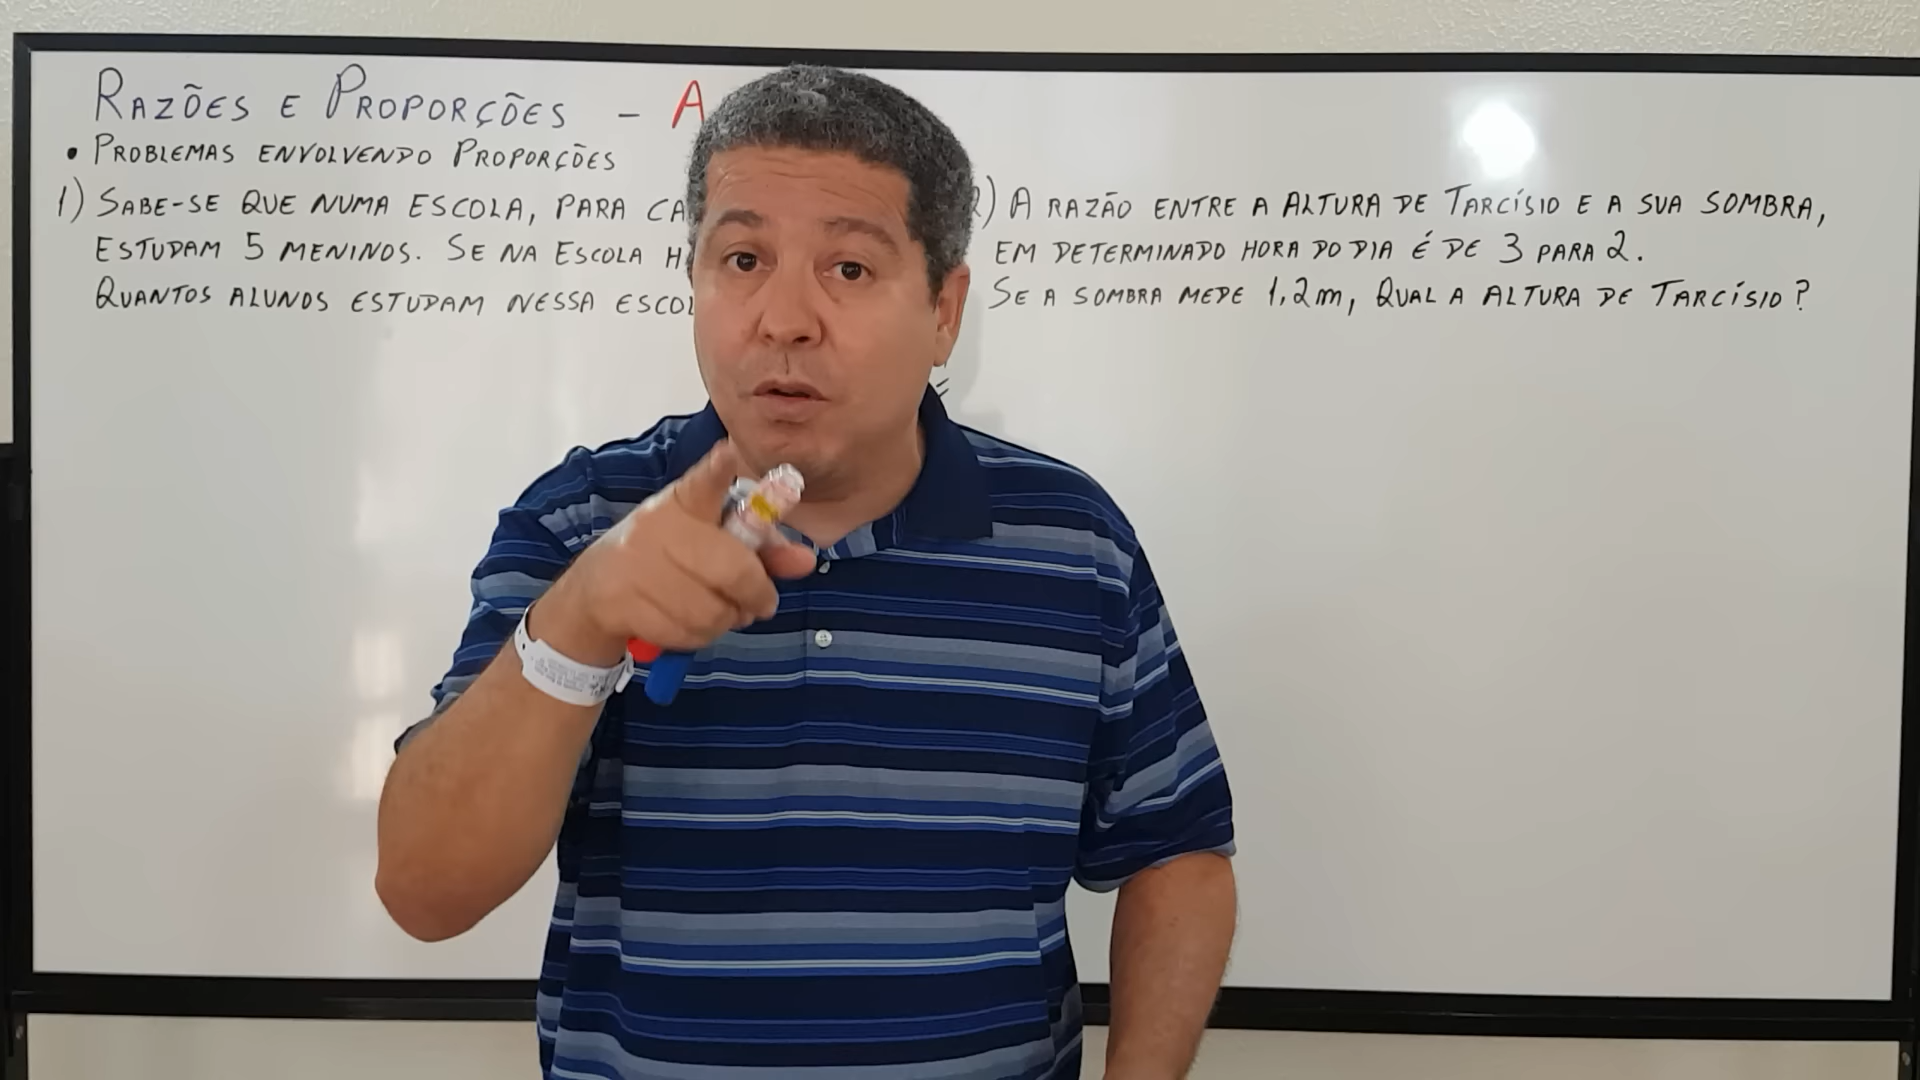 RAZÕES E PROPORÇÕES - A
• PROBLEMAS ENVOLVENDO PROPORÇÕES
1) SABE-SE QUE NUMA ESCOLA, PARA CA
ESTUDAM 5 MENINOS. SE NA ESCOLA H
QUANTOS ALUNOS ESTUDAM NESSA ESCOL
2) A RAZÃO ENTRE A ALTURA DE TARCÍSIO E A SUA SOMBRA,
EM DETERMINADO HORA DO DIA É DE 3 PARA 2.
SE A SOMBRA MEDE 1,2m, QUAL A ALTURA DE TARCÍSIO?